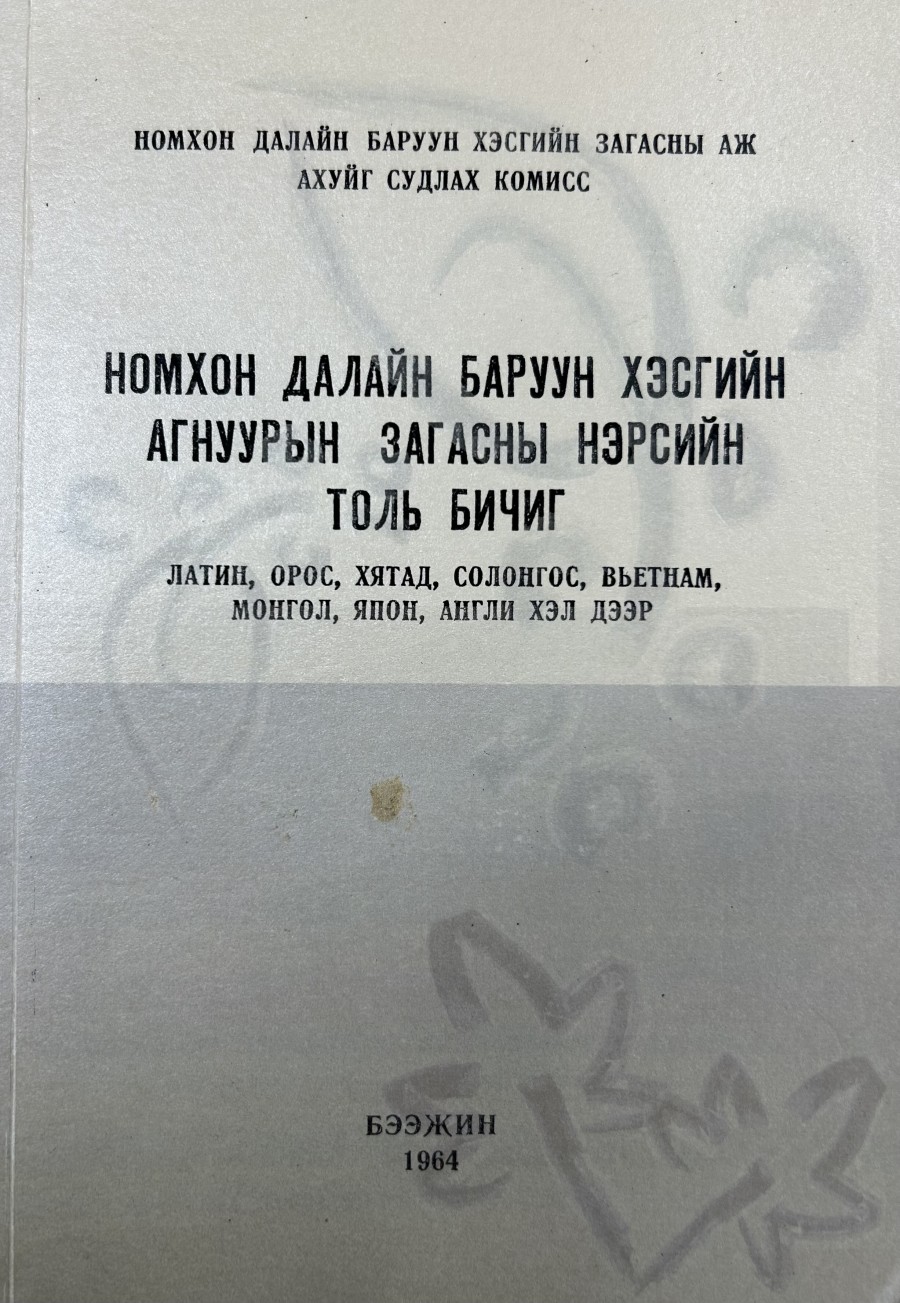 НОМХОН ДАЛАЙН БАРУУН ХЭСГИЙН ЗАГАСНЫ АЖ
АХУЙГ СУДЛАХ КОМИСС
НОМХОН ДАЛАЙН БАРУУН ХЭСГИЙН
АГНУУРЫН ЗАГАСНЫ НЭРСИЙН
ТОЛЬ БИЧИГ
ЛАТИН, ОРОС, ХЯТАД, СОЛОНГОС, ВЬЕТНАМ,
МОНГОЛ, ЯПОН, АНГЛИ ХЭЛ ДЭЭР
БЭЭЖИН
1964